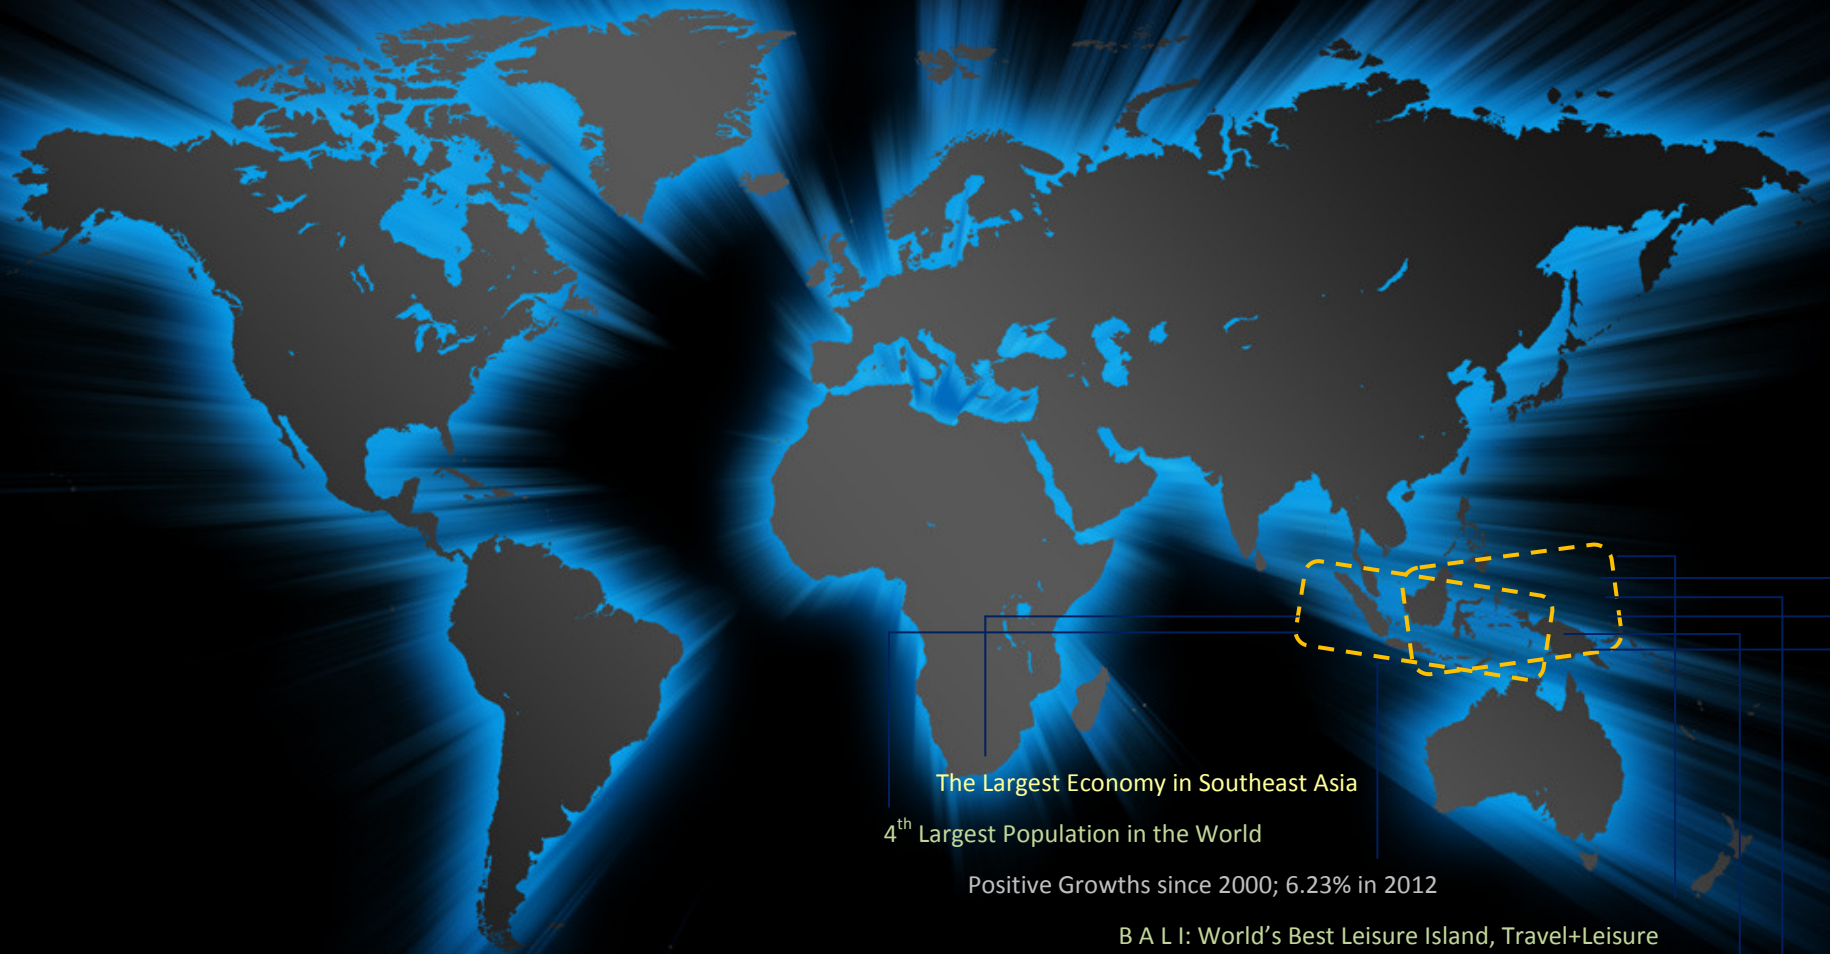 The Largest Economy in Southeast Asia
4th Largest Population in the World
Positive Growths since 2000; 6.23% in 2012
B A L I: World's Best Leisure Island, Travel+Leisure